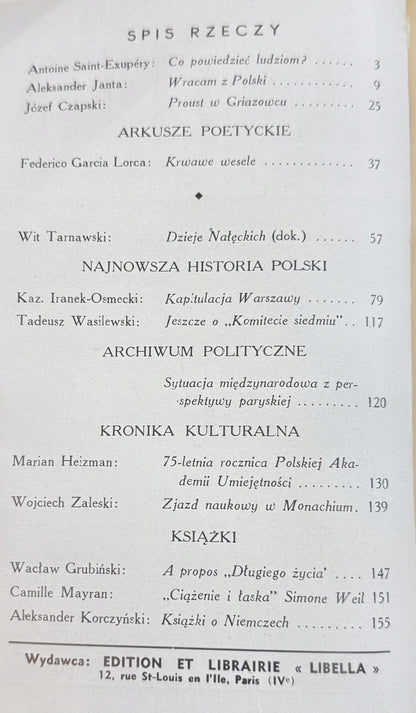 SPIS RZECZY
Antoine Saint-Exupéry: Co powiedzieć ludziom? ...... 3
Aleksander Janta: Wracam z Polski ........... 9
Józef Czapski: Proust w Griazowcu ...... 25
ARKUSZE POETYCKIE
Federico Garcia Lorca: Krwawe wesele ............ 37
◆
Wit Tarnawski: Dzieje Nałęckich (dok.) ...... 57
NAJNOWSZA HISTORIA POLSKI
Kaz. Iranek-Osmecki: Kapitulacja Warszawy ....... 79
Tadeusz Wasilewski: Jeszcze o „Komitecie siedmiu".. 117
ARCHIWUM POLITYCZNE
Sytuacja międzynarodowa z per-
spektywy paryskiej ......... 120
KRONIKA KULTURALNA
Marian Heizman: 75-letnia rocznica Polskiej Aka-
demii Umiejętności ......... 130
Wojciech Zaleski: Zjazd naukowy w Monachium. 139
KSIĄŻKI
Wacław Grubiński: A propos „Długiego życia' .... 147
Camille Mayran: „Ciążenie i łaska" Simone Weil 151
Aleksander Korczyński: Książki o Niemczech ......... 155
Wydawca: EDITION ET LIBRAIRIE « LIBELLA »
12, rue St-Louis en l'Ile, Paris (IVᵉ)